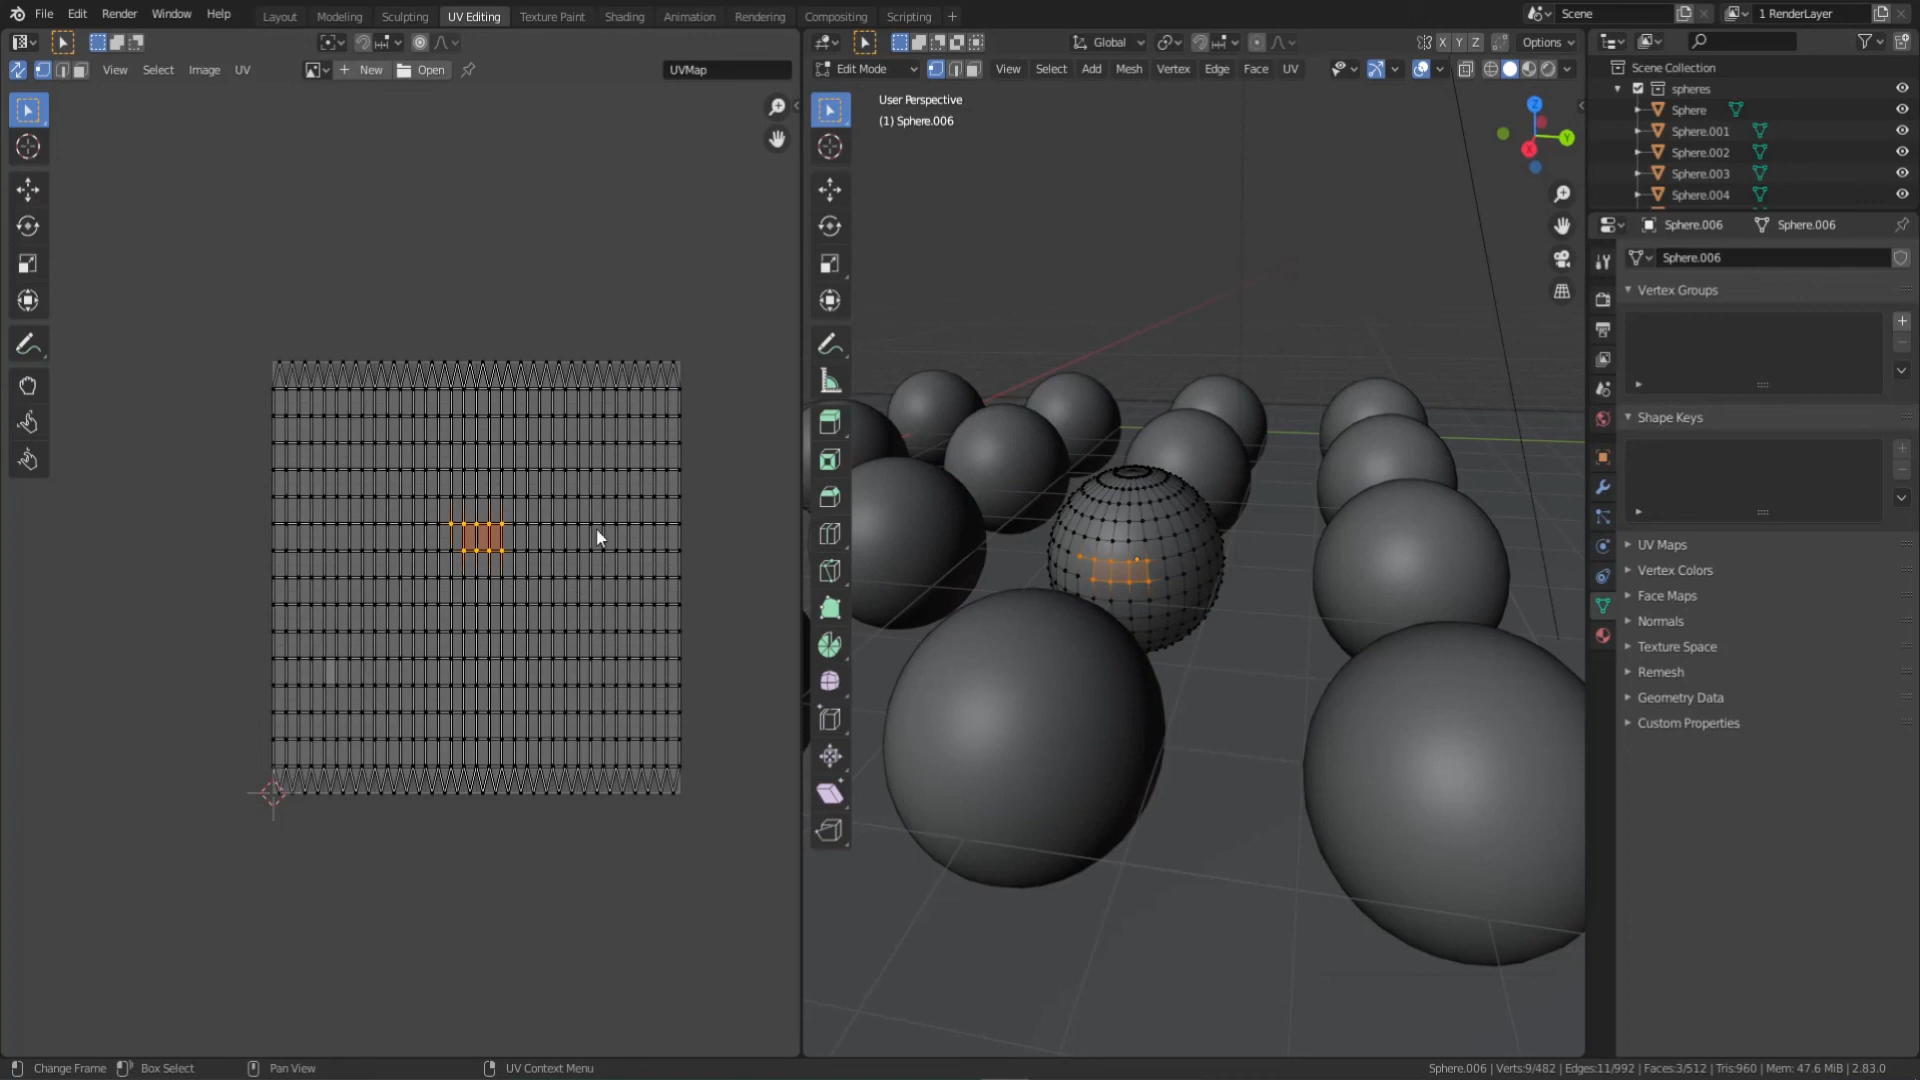 File Edit Render Window Help Layout Modeling Sculpting UV Editing Texture Paint Shading Animation Rendering Compositing Scripting + Scene 1 RenderLayer
Global X Y Z Options
View Select Image UV + New Open UVMap Edit Mode View Select Add Mesh Vertex Edge Face UV
Scene Collection
spheres
Sphere
Sphere.001
Sphere.002
Sphere.003
Sphere.004
User Perspective
(1) Sphere.006
Z
Y
X
Sphere.006 Sphere.006
Sphere.006
Vertex Groups
Shape Keys
UV Maps
Vertex Colors
Face Maps
Normals
Texture Space
Remesh
Geometry Data
Custom Properties
Change Frame Box Select Pan View UV Context Menu Sphere.006 | Verts:9/482 | Edges:11/992 | Faces:3/512 | Tris:960 | Mem: 47.6 MiB | 2.83.0